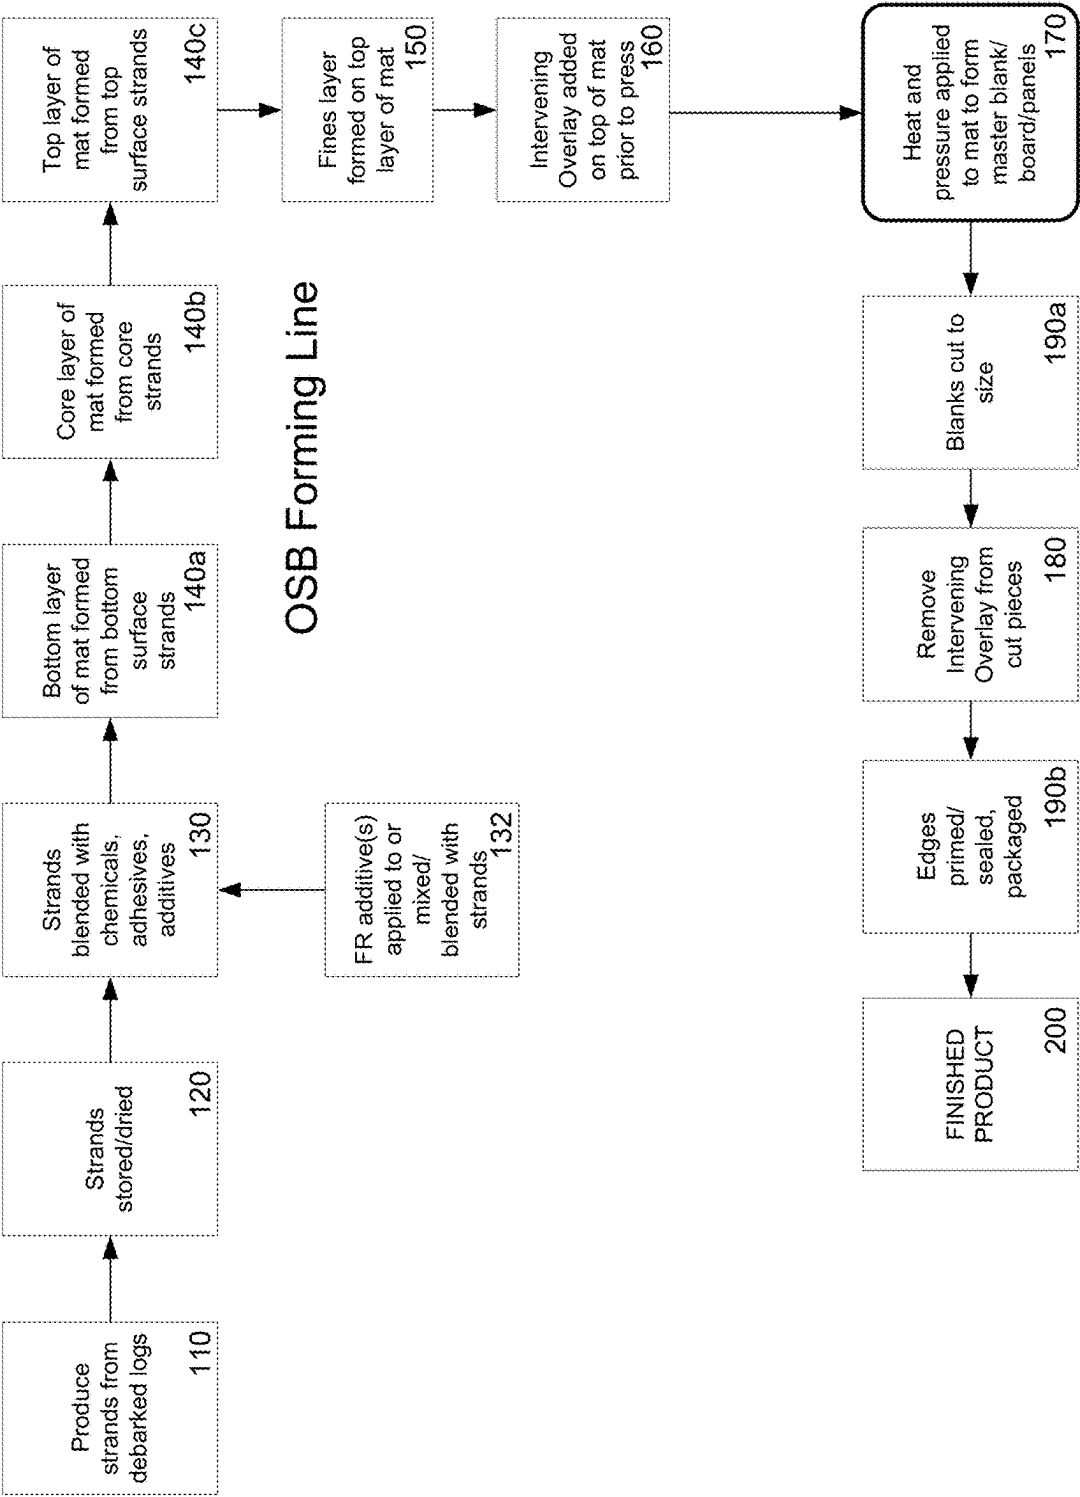 Produce
strands from
debarked logs
110
Strands
stored/dried
120
Strands
blended with
chemicals,
adhesives,
additives
130
FR additive(s)
applied to or
mixed/
blended with
strands
132
Bottom layer
of mat formed
from bottom
surface
strands
140a
Core layer of
mat formed
from core
strands
140b
Top layer of
mat formed
from top
surface strands
140c
OSB Forming Line
Fines layer
formed on top
layer of mat
150
Intervening
Overlay added
on top of mat
prior to press
160
Heat and
pressure applied
to mat to form
master blank/
board/panels
170
Blanks cut to
size
190a
Remove
Intervening
Overlay from
cut pieces
180
Edges
primed/
sealed,
packaged
190b
FINISHED
PRODUCT
200